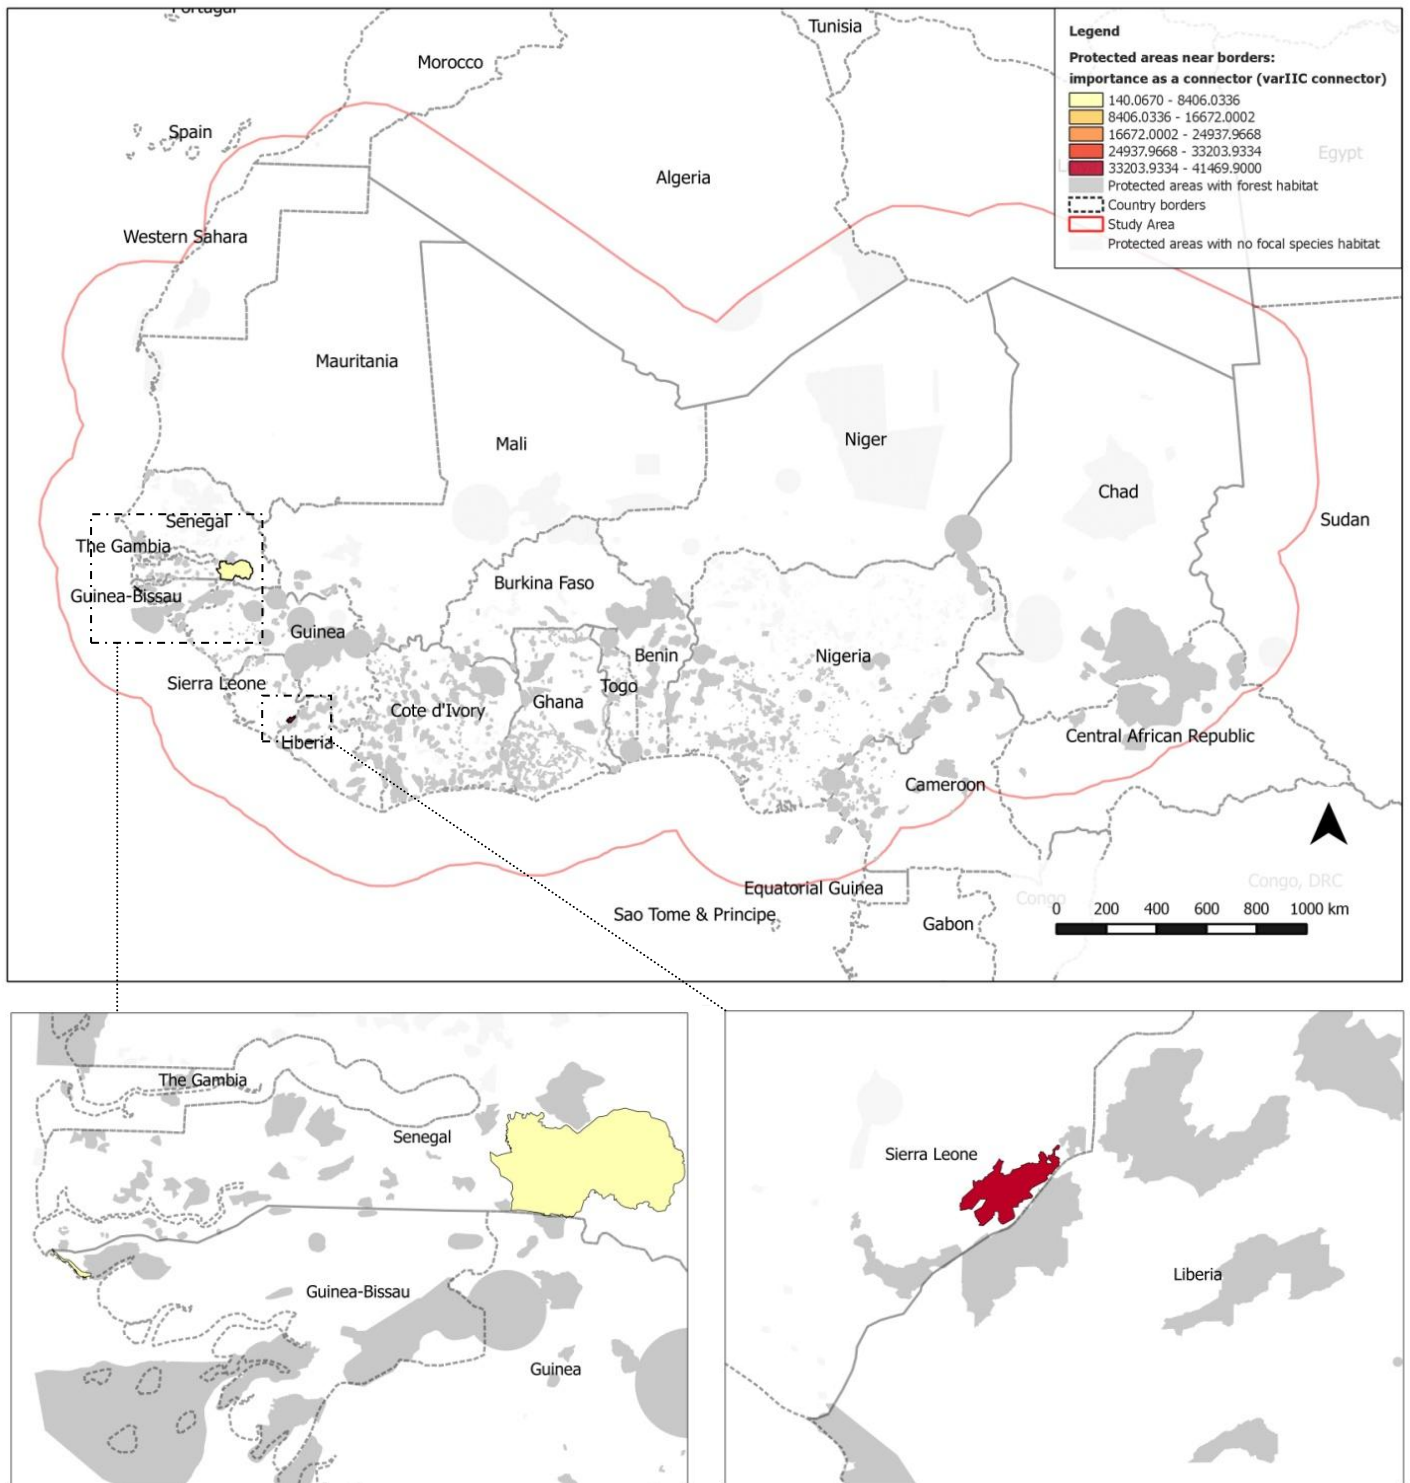 Portugal
Tunisia
Morocco
Legend
Protected areas near borders:
importance as a connector (varIIC connector)
140.0670 - 8406.0336
8406.0336 - 16672.0002
16672.0002 - 24937.9668
24937.9668 - 33203.9334
33203.9334 - 41469.9000
Protected areas with forest habitat
Country borders
Study Area
Protected areas with no focal species habitat
Spain
Egypt
Algeria
Western Sahara
Mauritania
Mali
Niger
Chad
Sudan
Senegal
The Gambia
Burkina Faso
Guinea-Bissau
Guinea
Benin
Nigeria
Sierra Leone
Togo
Ghana
Cote d'Ivory
Liberia
Central African Republic
Cameroon
Equatorial Guinea
Congo, DRC
Congo
Sao Tome & Principe
Gabon
0 200 400 600 800 1000 km
The Gambia
Senegal
Guinea-Bissau
Guinea
Sierra Leone
Liberia